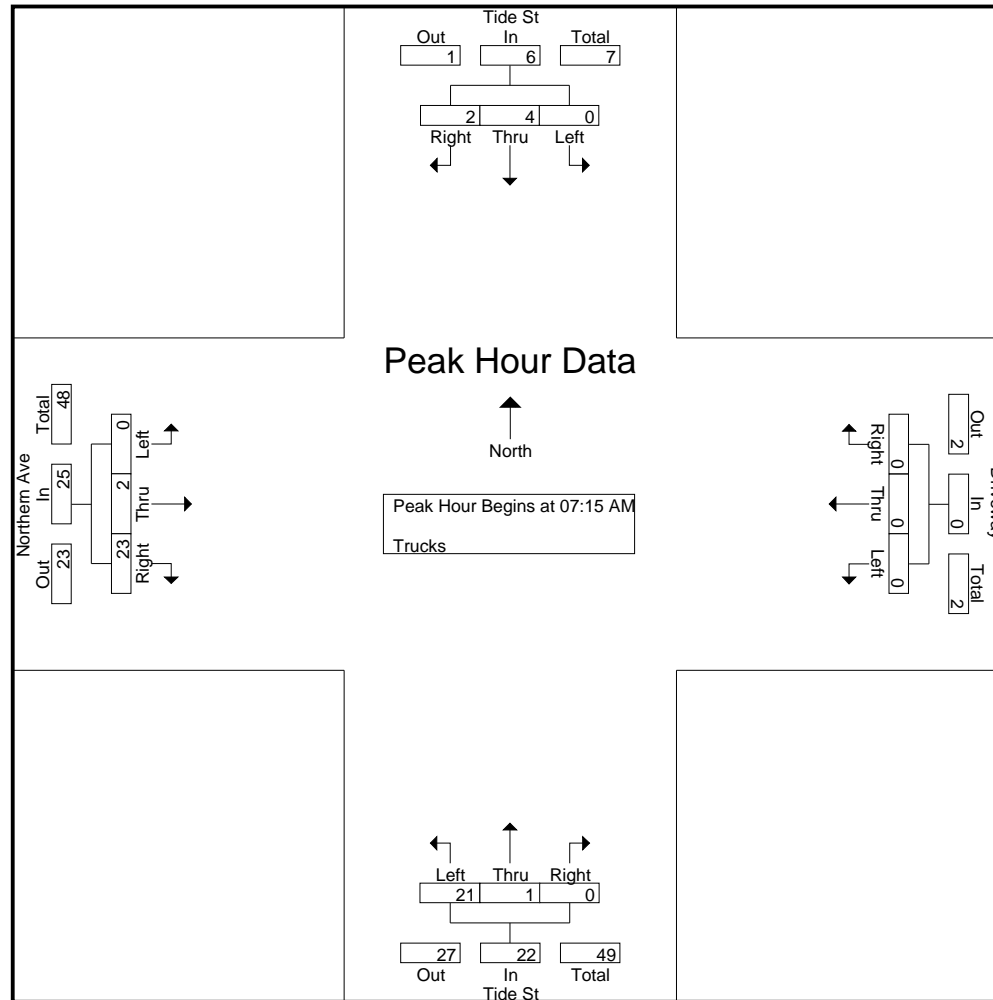 Tide St
Out In Total
1 6 7
2 4 0
Right Thru Left
Peak Hour Data
North
Peak Hour Begins at 07:15 AM
Trucks
Northern Ave
Total In Out
48 25 23
0 2 23
Left Thru Right
Right Thru Left
0 0 0
Out In Total
2 0 2
Left Thru Right
21 1 0
27 22 49
Out In Total
Tide St